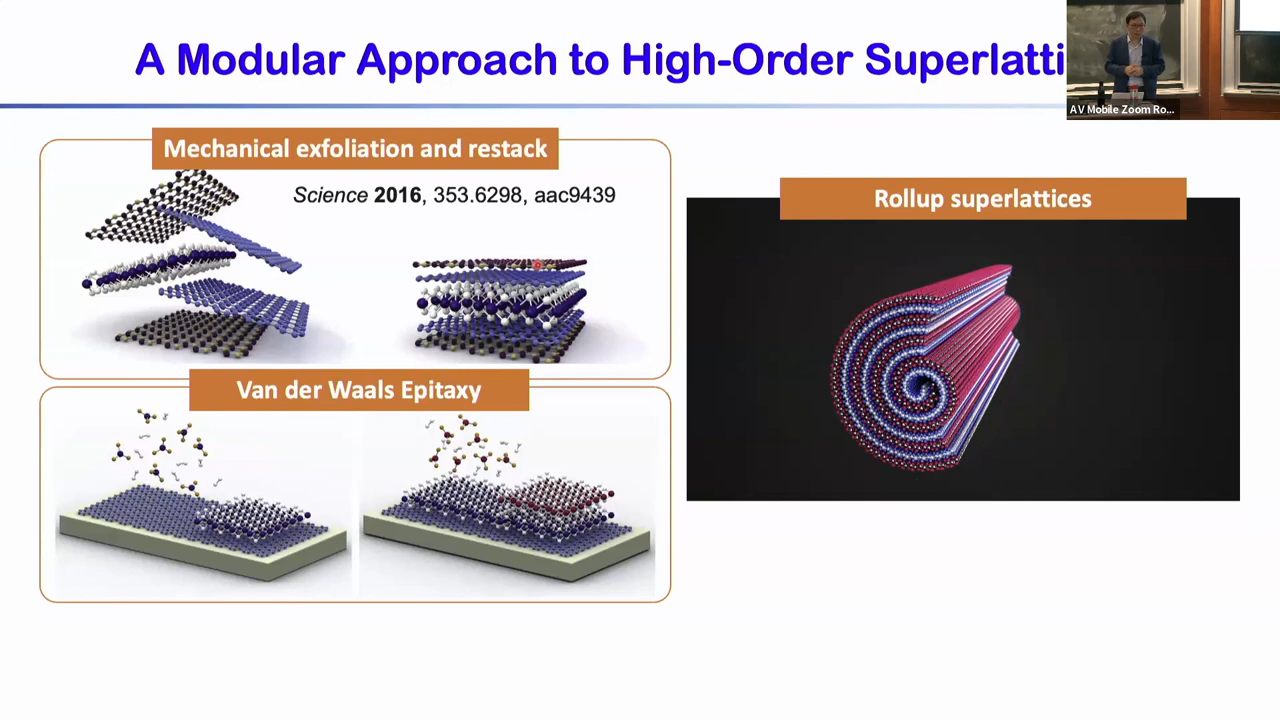 A Modular Approach to High-Order Superlatti
AV Mobile Zoom Ro...
Mechanical exfoliation and restack
Science 2016, 353.6298, aac9439
Rollup superlattices
Van der Waals Epitaxy